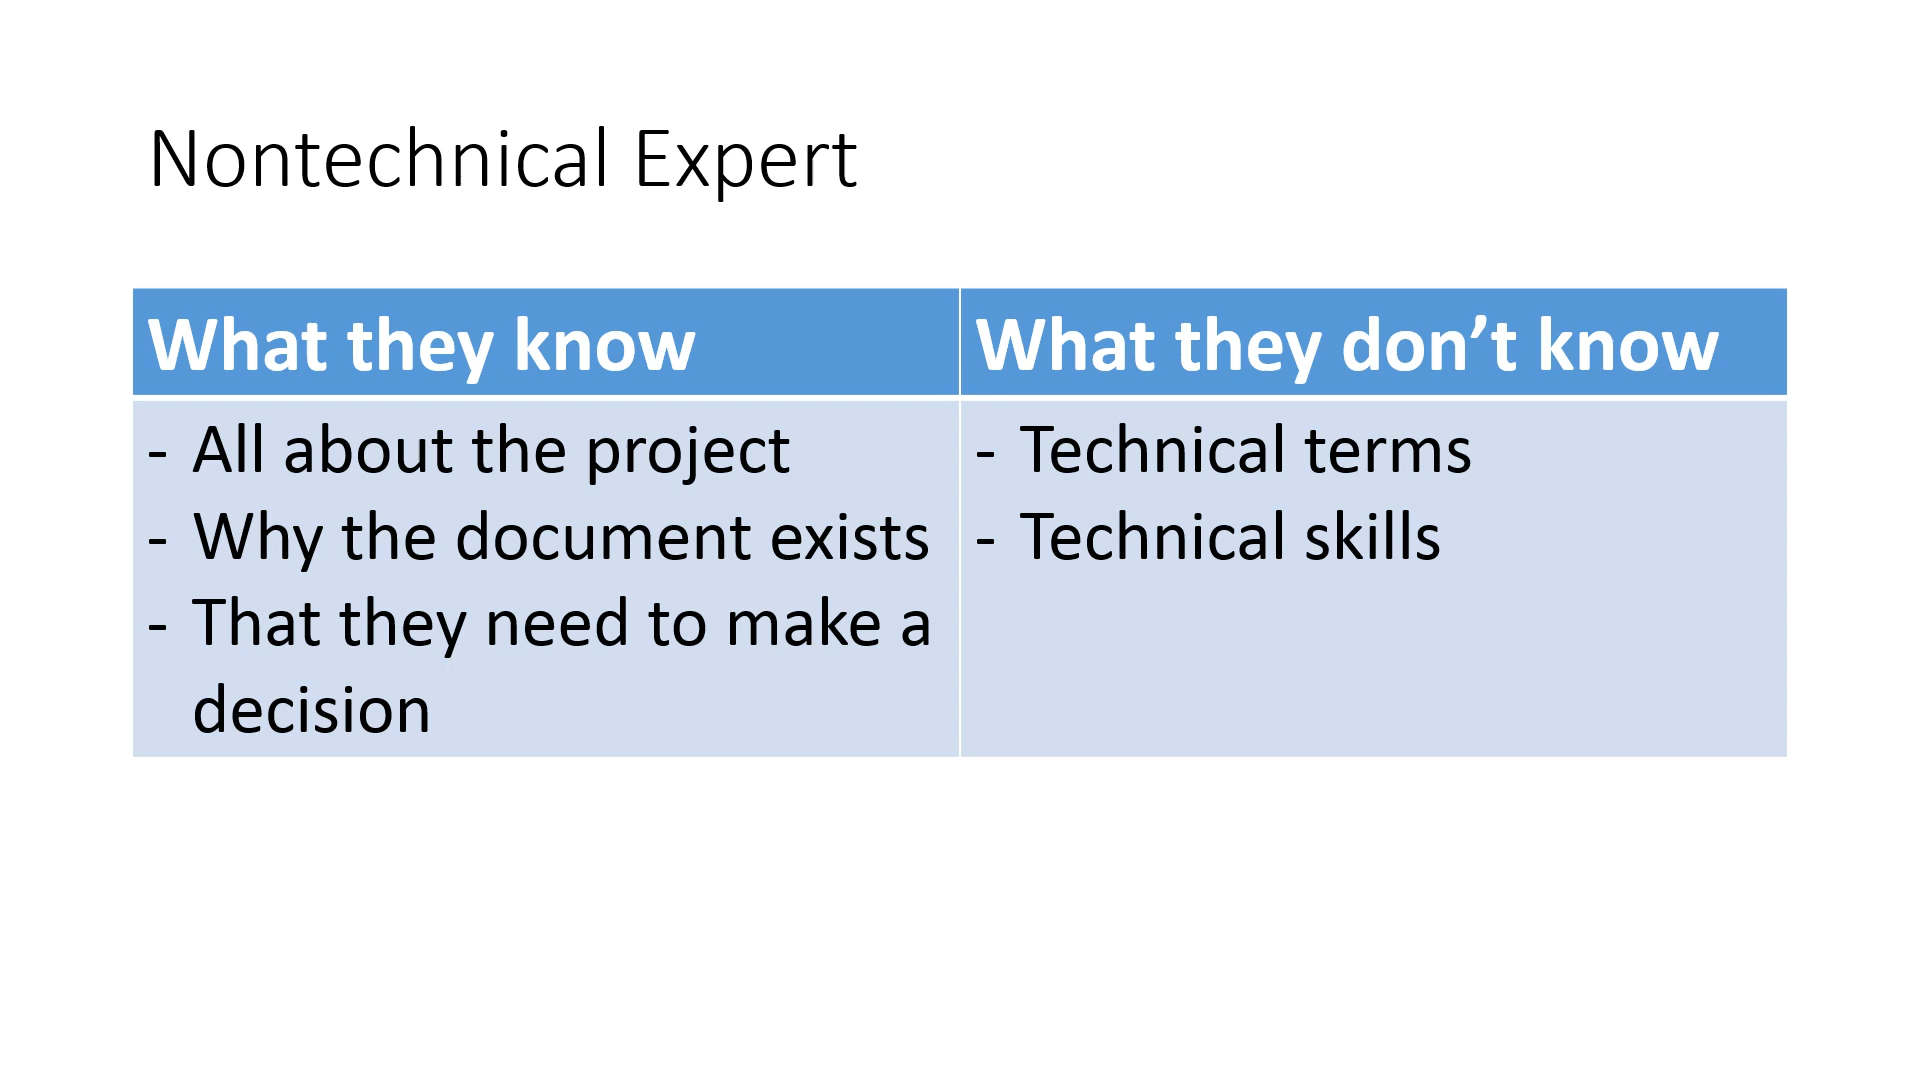 Nontechnical Expert
What they know
What they don’t know
- All about the project
- Why the document exists
- That they need to make a
decision
- Technical terms
- Technical skills